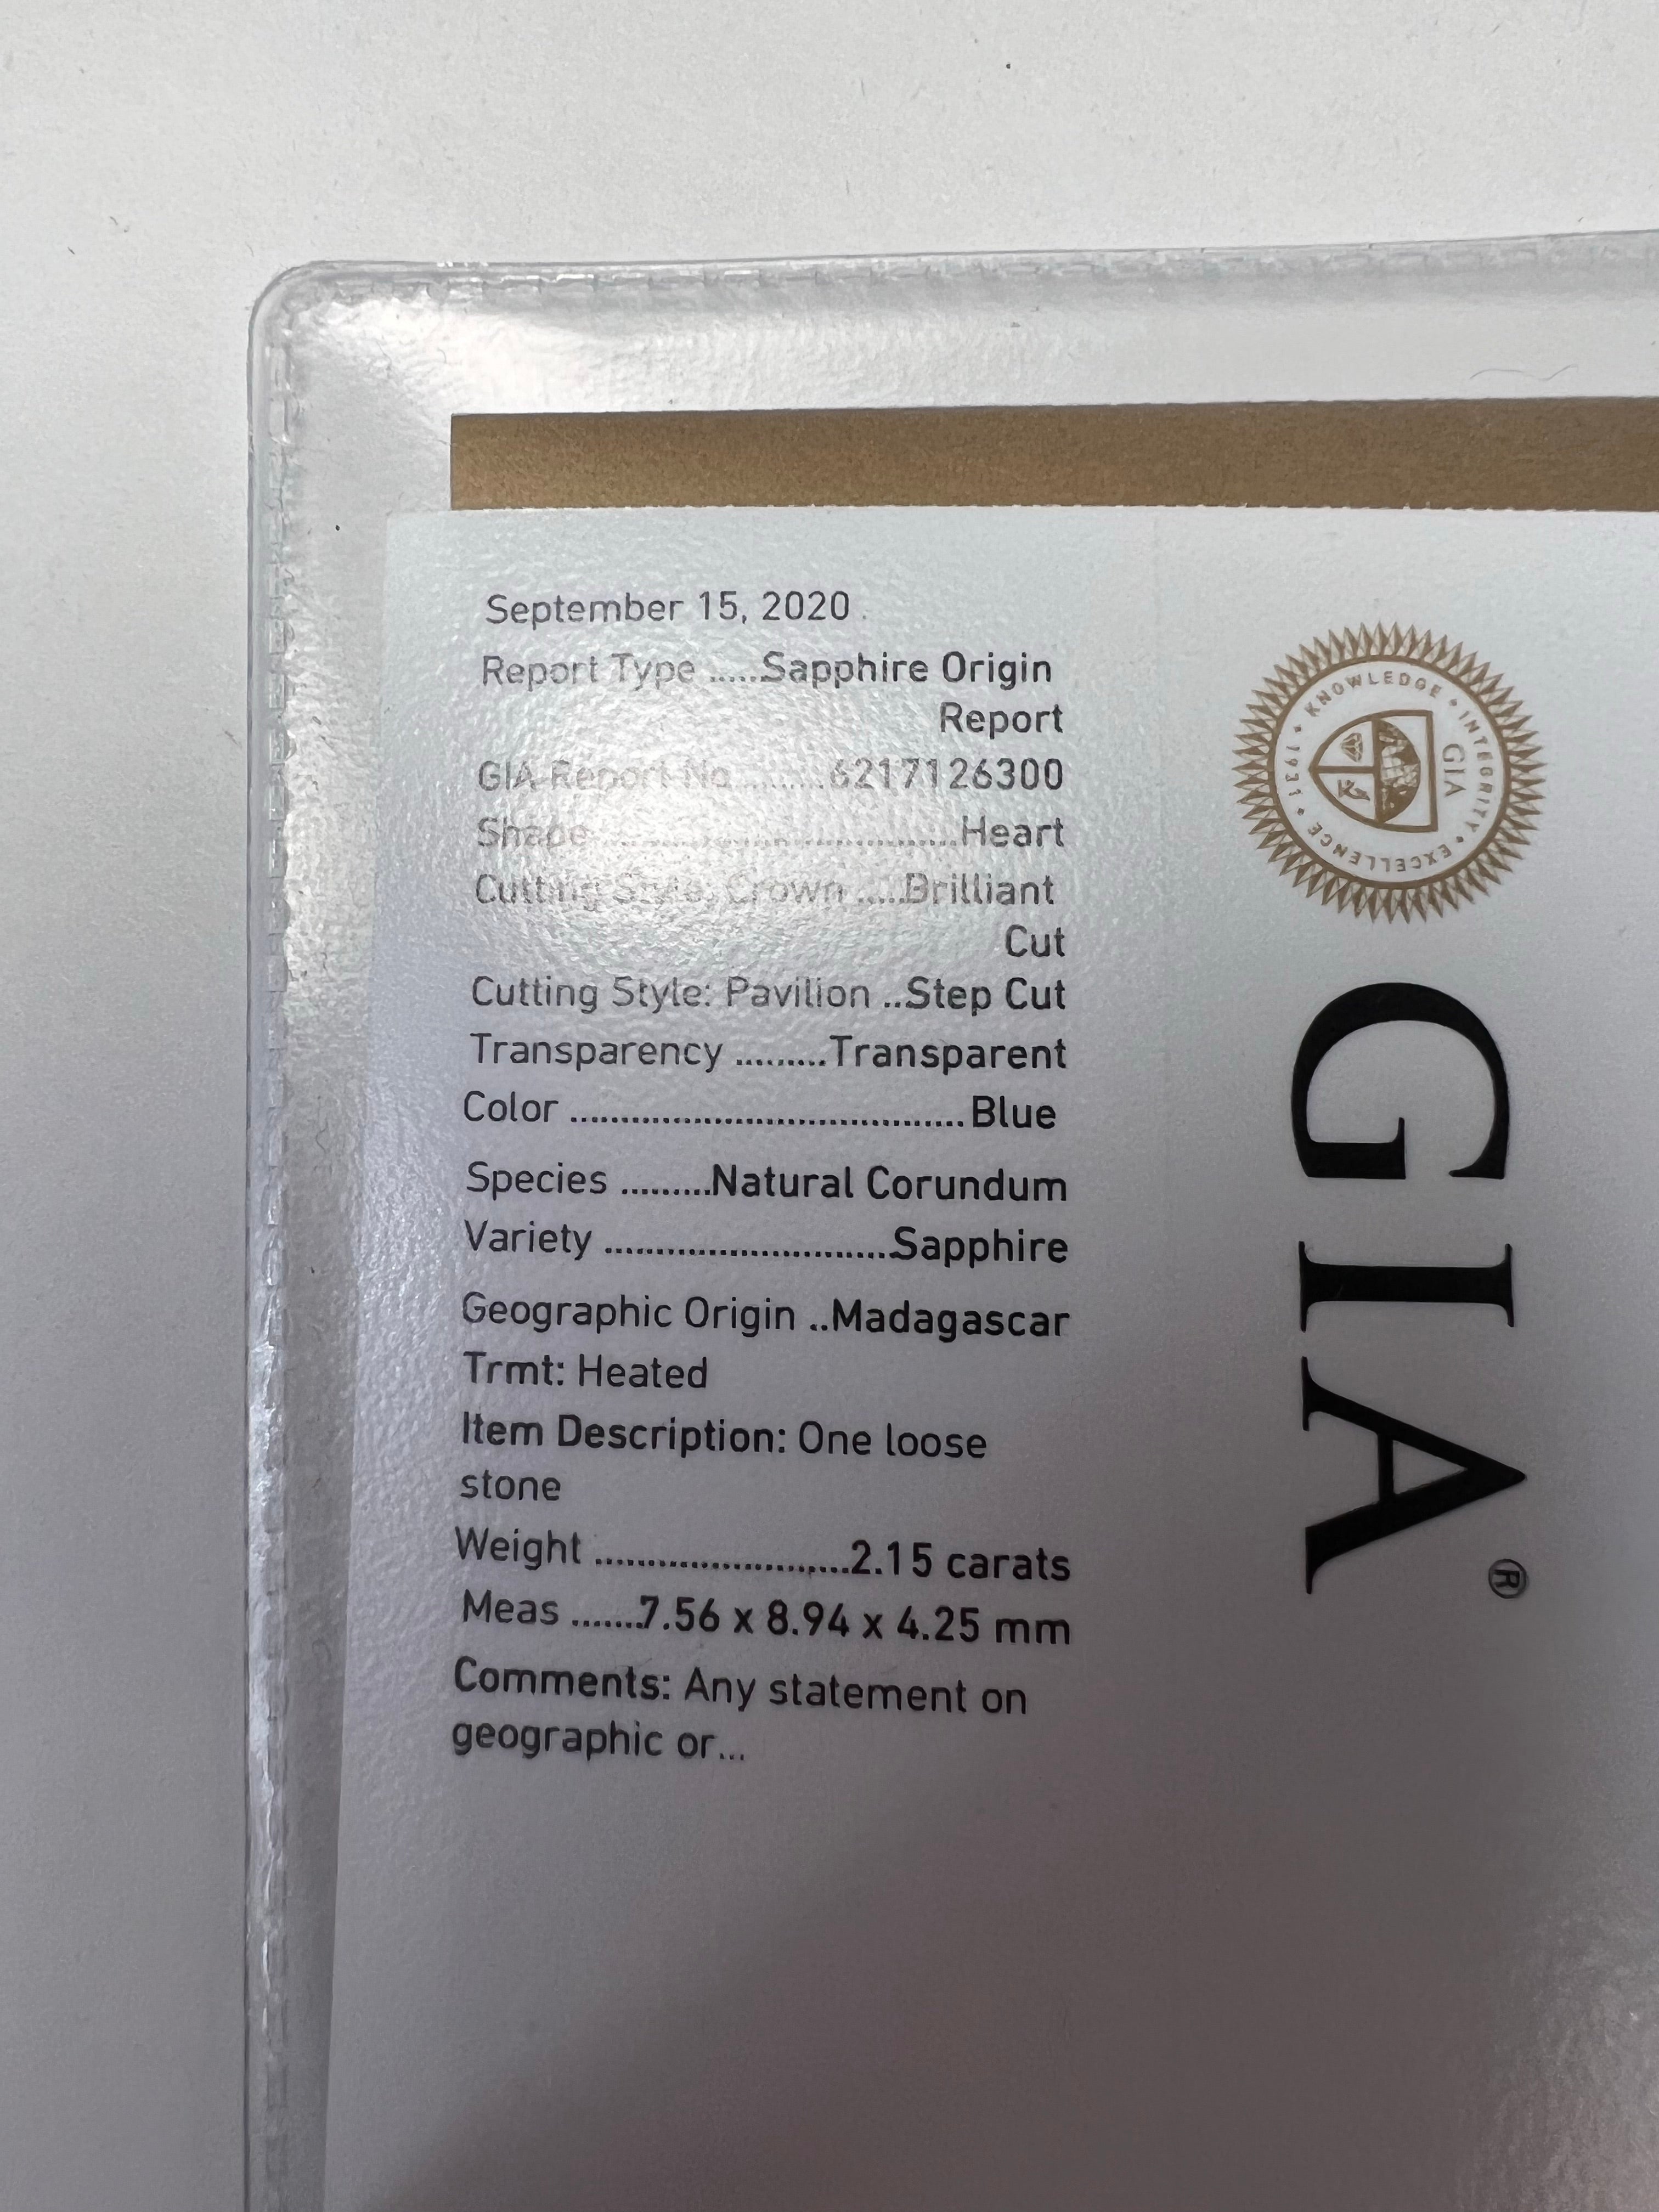 September 15, 2020
Report Type .....Sapphire Origin
Report
GIA Report No.........6217126300
Shape ....................................Heart
Cutting Style: Crown .....Brilliant
Cut
Cutting Style: Pavilion ..Step Cut
Transparency .........Transparent
Color ...................................... Blue
Species .........Natural Corundum
Variety ............................Sapphire
Geographic Origin ..Madagascar
Trmt: Heated
Item Description: One loose
stone
Weight .........................2.15 carats
Meas .......7.56 x 8.94 x 4.25 mm
Comments: Any statement on
geographic or...
KNOWLEDGE • INTEGRITY • EXCELLENCE • 1931 •
GIA
GIA®